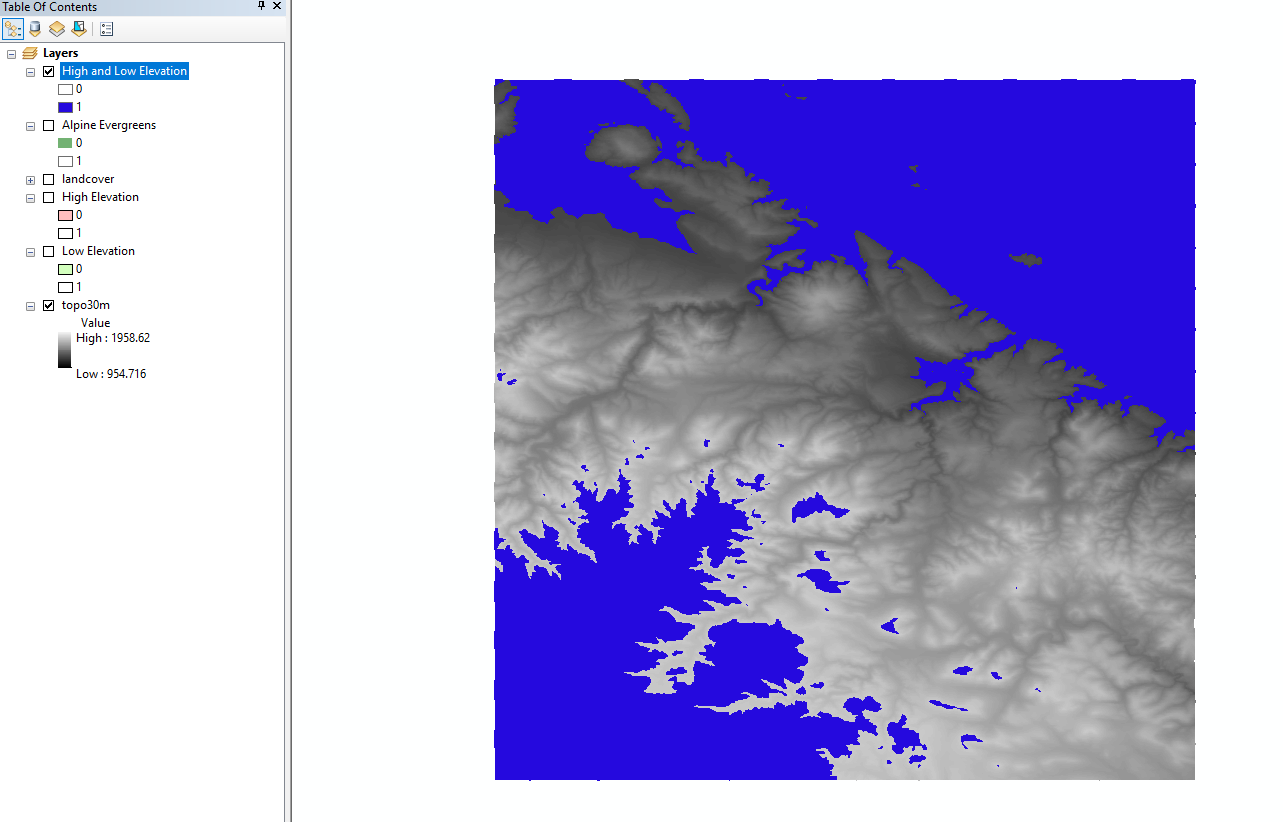 Table Of Contents
Layers
High and Low Elevation
0
1
Alpine Evergreens
0
1
landcover
High Elevation
0
1
Low Elevation
0
1
topo30m
Value
High : 1958.62
Low : 954.716